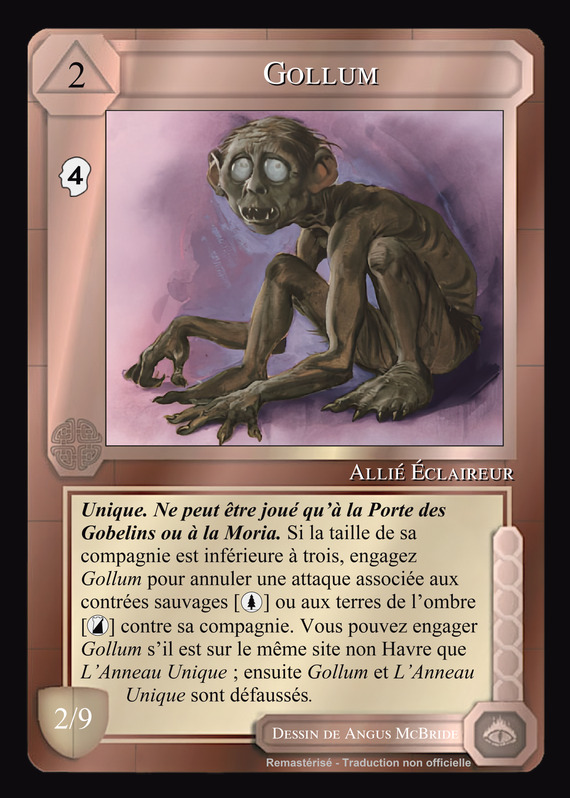 2
Gollum
4
Allié Éclaireur
Unique. Ne peut être joué qu'à la Porte des
Gobelins ou à la Moria. Si la taille de sa
compagnie est inférieure à trois, engagez
Gollum pour annuler une attaque associée aux
contrées sauvages [] ou aux terres de l'ombre
[] contre sa compagnie. Vous pouvez engager
Gollum s'il est sur le même site non Havre que
L'Anneau Unique ; ensuite Gollum et L'Anneau
Unique sont défaussés.
2/9
Dessin de Angus McBride
Remastérisé - Traduction non officielle